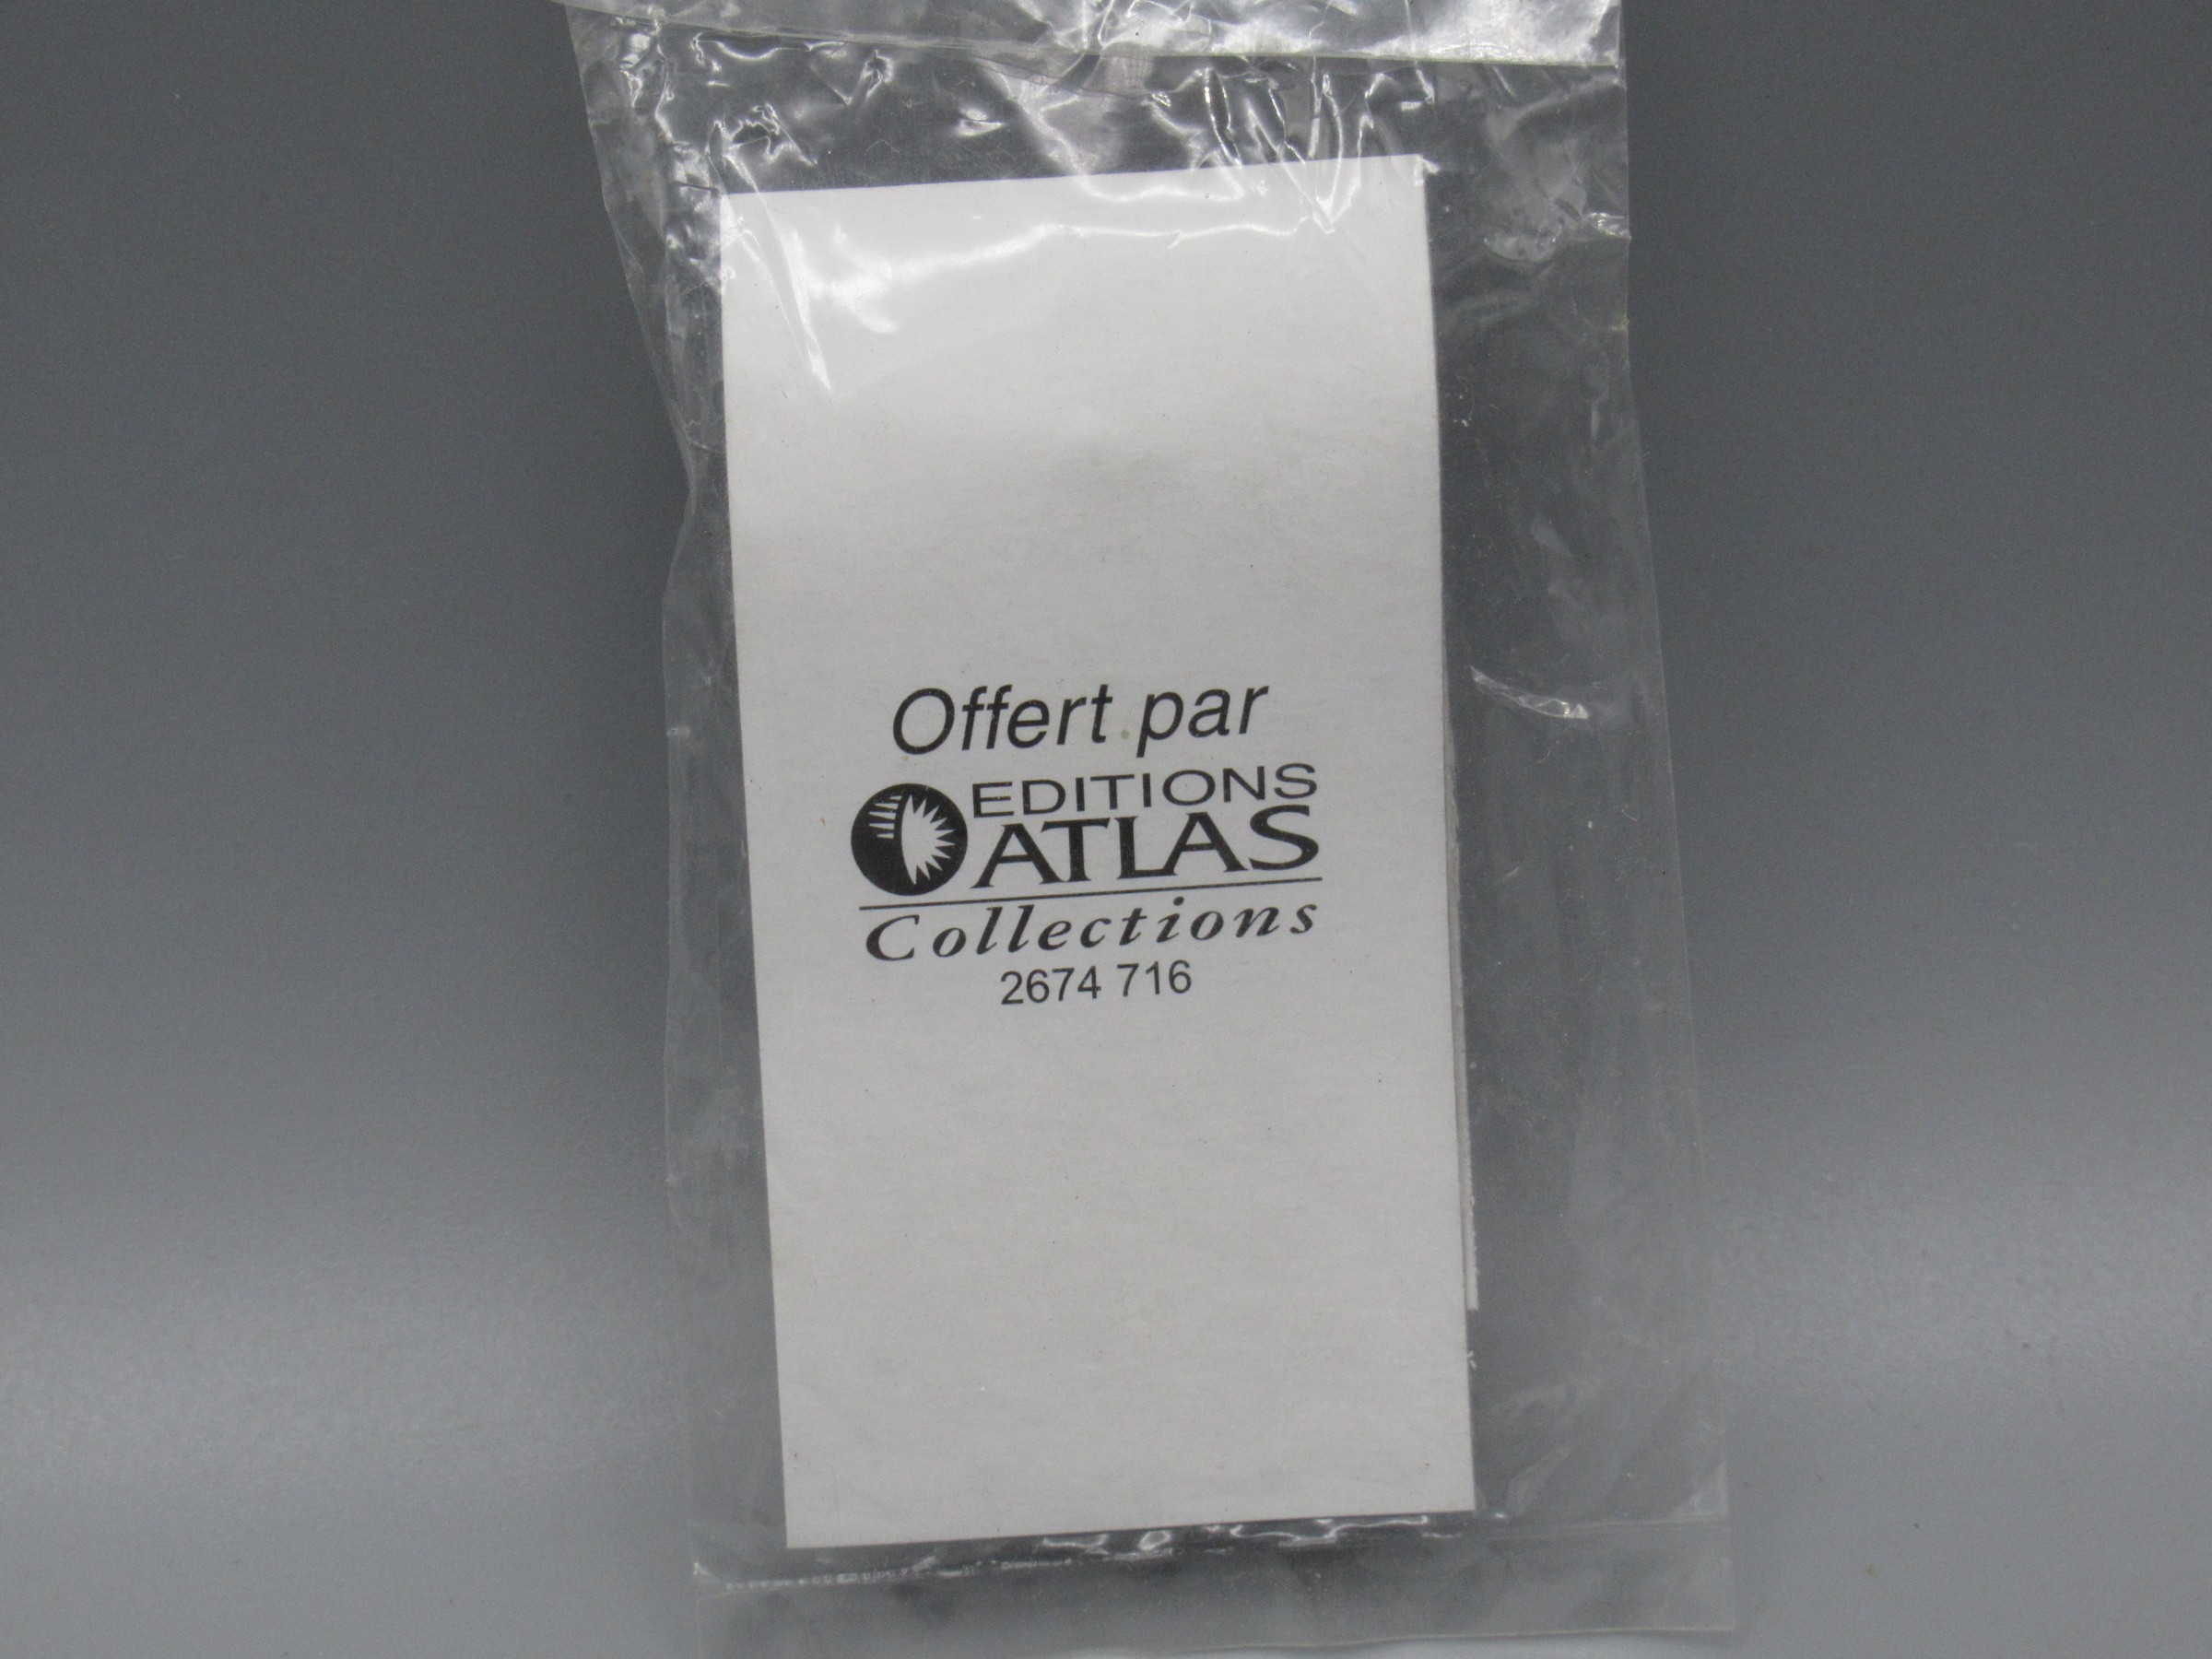 Offert par
EDITIONS
ATLAS
Collections
2674 716